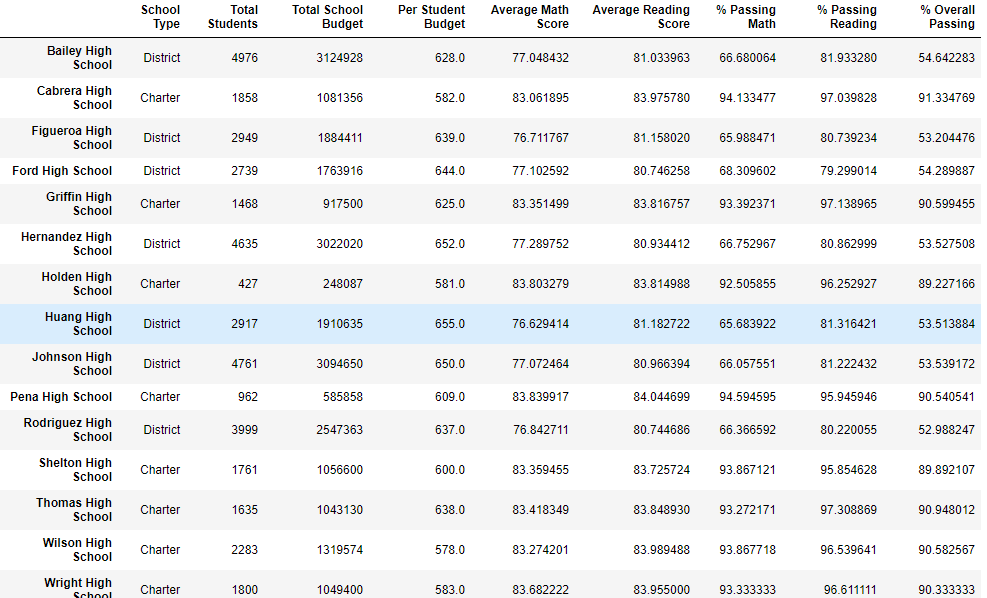 School Type Total Students Total School Budget Per Student Budget Average Math Score Average Reading Score % Passing Math % Passing Reading % Overall Passing
Bailey High School District 4976 3124928 628.0 77.048432 81.033963 66.680064 81.933280 54.642283
Cabrera High School Charter 1858 1081356 582.0 83.061895 83.975780 94.133477 97.039828 91.334769
Figueroa High School District 2949 1884411 639.0 76.711767 81.158020 65.988471 80.739234 53.204476
Ford High School District 2739 1763916 644.0 77.102592 80.746258 68.309602 79.299014 54.289887
Griffin High School Charter 1468 917500 625.0 83.351499 83.816757 93.392371 97.138965 90.599455
Hernandez High School District 4635 3022020 652.0 77.289752 80.934412 66.752967 80.862999 53.527508
Holden High School Charter 427 248087 581.0 83.803279 83.814988 92.505855 96.252927 89.227166
Huang High School District 2917 1910635 655.0 76.629414 81.182722 65.683922 81.316421 53.513884
Johnson High School District 4761 3094650 650.0 77.072464 80.966394 66.057551 81.222432 53.539172
Pena High School Charter 962 585858 609.0 83.839917 84.044699 94.594595 95.945946 90.540541
Rodriguez High School District 3999 2547363 637.0 76.842711 80.744686 66.366592 80.220055 52.988247
Shelton High School Charter 1761 1056600 600.0 83.359455 83.725724 93.867121 95.854628 89.892107
Thomas High School Charter 1635 1043130 638.0 83.418349 83.848930 93.272171 97.308869 90.948012
Wilson High School Charter 2283 1319574 578.0 83.274201 83.989488 93.867718 96.539641 90.582567
Wright High School Charter 1800 1049400 583.0 83.682222 83.955000 93.333333 96.611111 90.333333